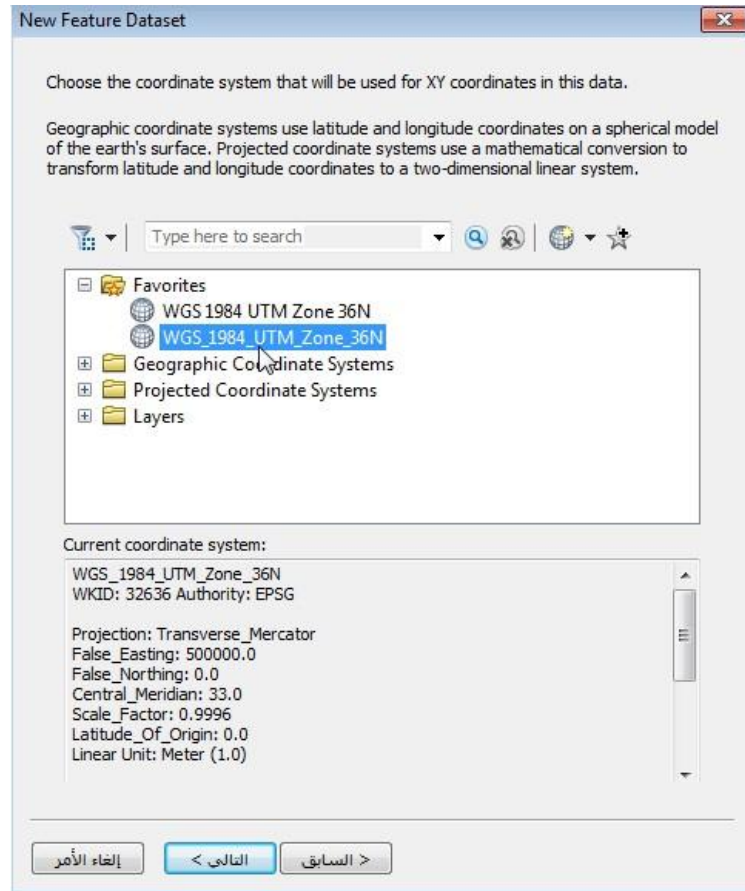 New Feature Dataset
Choose the coordinate system that will be used for XY coordinates in this data.
Geographic coordinate systems use latitude and longitude coordinates on a spherical model
of the earth's surface. Projected coordinate systems use a mathematical conversion to
transform latitude and longitude coordinates to a two-dimensional linear system.
Type here to search
Favorites
WGS 1984 UTM Zone 36N
WGS_1984_UTM_Zone_36N
Geographic Coordinate Systems
Projected Coordinate Systems
Layers
Current coordinate system:
WGS_1984_UTM_Zone_36N
WKID: 32636 Authority: EPSG
Projection: Transverse_Mercator
False_Easting: 500000.0
False_Northing: 0.0
Central_Meridian: 33.0
Scale_Factor: 0.9996
Latitude_Of_Origin: 0.0
Linear Unit: Meter (1.0)
< السابق التالي > إلغاء الأمر